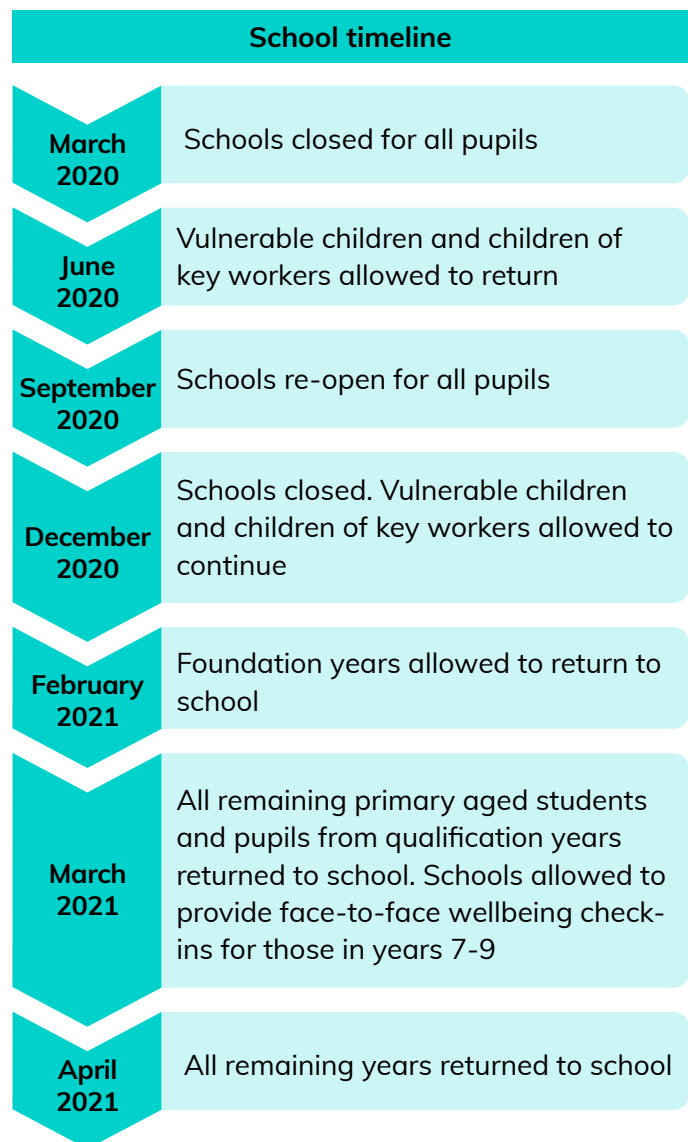 School timeline
March
2020
Schools closed for all pupils
June
2020
Vulnerable children and children of
key workers allowed to return
September
2020
Schools re-open for all pupils
December
2020
Schools closed. Vulnerable children
and children of key workers allowed to
continue
February
2021
Foundation years allowed to return to
school
March
2021
All remaining primary aged students
and pupils from qualification years
returned to school. Schools allowed to
provide face-to-face wellbeing check-
ins for those in years 7-9
April
2021
All remaining years returned to school